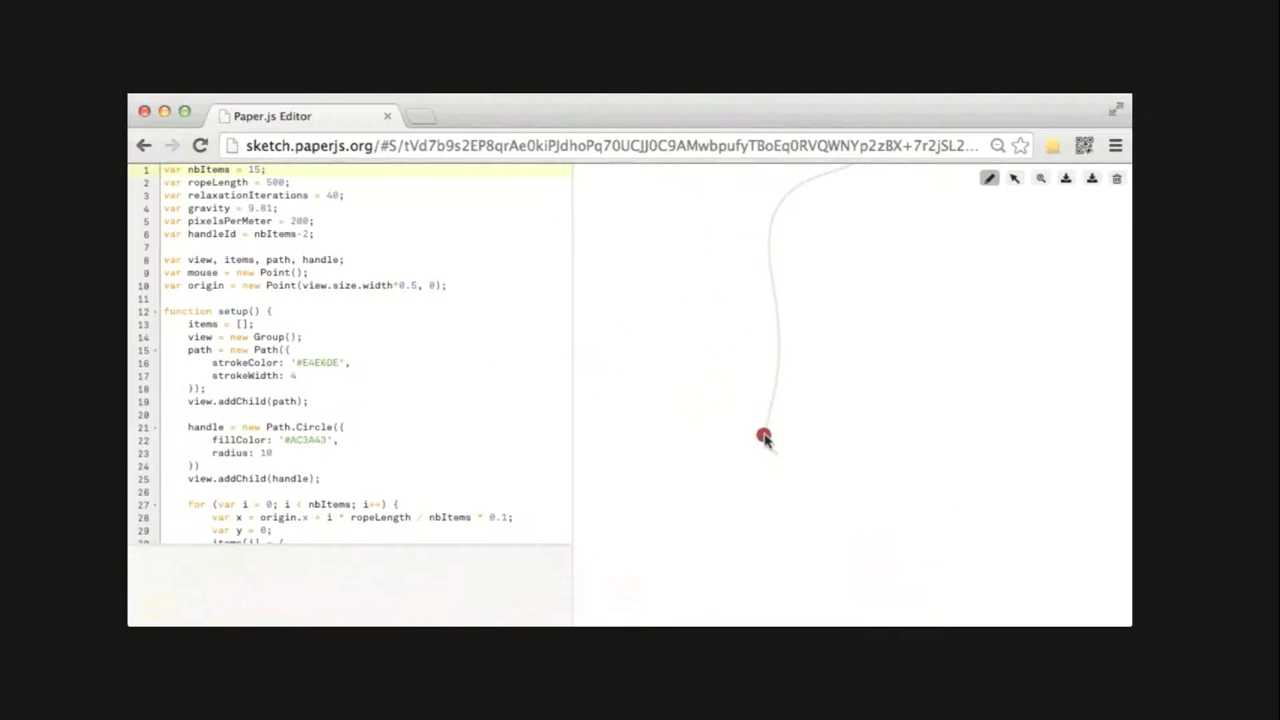 Paper.js Editor
sketch.paperjs.org/#S/tVd7b9s2EP8qrAe0kiPJdhoPq70UCJJ0C9AMwbpufyTBoEq0RVQWNYp2zBX+7r2jSL2...
1 var nbItems = 15;
2 var ropeLength = 500;
3 var relaxationIterations = 40;
4 var gravity = 9.81;
5 var pixelsPerMeter = 200;
6 var handleId = nbItems-2;
7
8 var view, items, path, handle;
9 var mouse = new Point();
10 var origin = new Point(view.size.width*0.5, 0);
11
12 function setup() {
13 items = [];
14 view = new Group();
15 path = new Path({
16 strokeColor: '#E4E6DE',
17 strokeWidth: 4
18 });
19 view.addChild(path);
20
21 handle = new Path.Circle({
22 fillColor: '#AC3A43',
23 radius: 10
24 })
25 view.addChild(handle);
26
27 for (var i = 0; i < nbItems; i++) {
28 var x = origin.x + i * ropeLength / nbItems * 0.1;
29 var y = 0;
items[i] = {